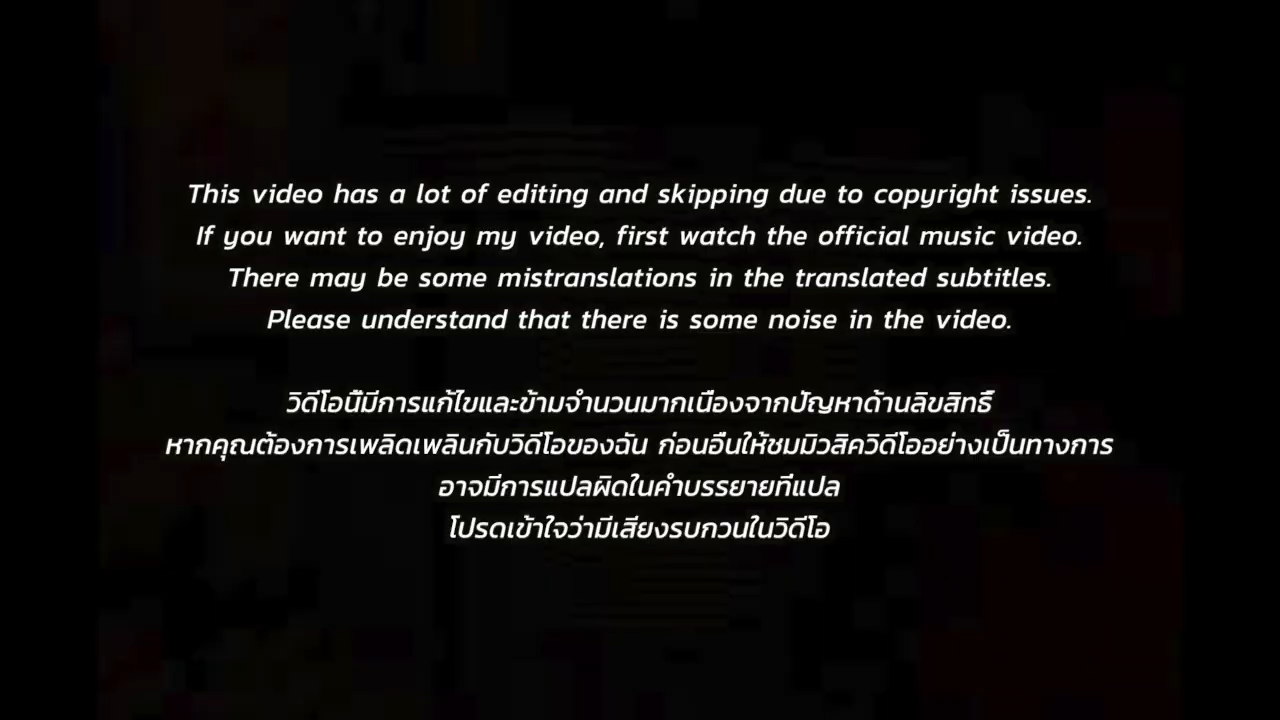 This video has a lot of editing and skipping due to copyright issues.
If you want to enjoy my video, first watch the official music video.
There may be some mistranslations in the translated subtitles.
Please understand that there is some noise in the video.
วิดีโอนี้มีการแก้ไขและข้ามจำนวนมากเนื่องจากปัญหาด้านลิขสิทธิ์
หากคุณต้องการเพลิดเพลินกับวิดีโอของฉัน ก่อนอื่นให้ชมมิวสิควิดีโออย่างเป็นทางการ
อาจมีการแปลผิดในคำบรรยายที่แปล
โปรดเข้าใจว่ามีเสียงรบกวนในวิดีโอ